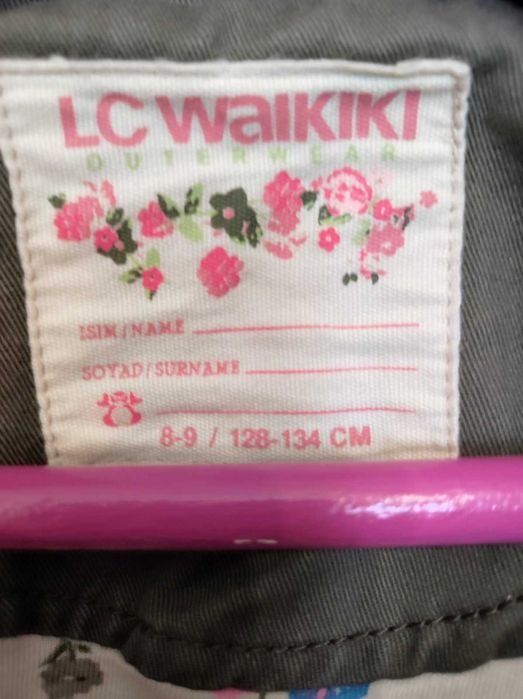 LC WAIKIKI
OUTERWEAR
ISIM/NAME
SOYAD/SURNAME
8-9 / 128-134 CM